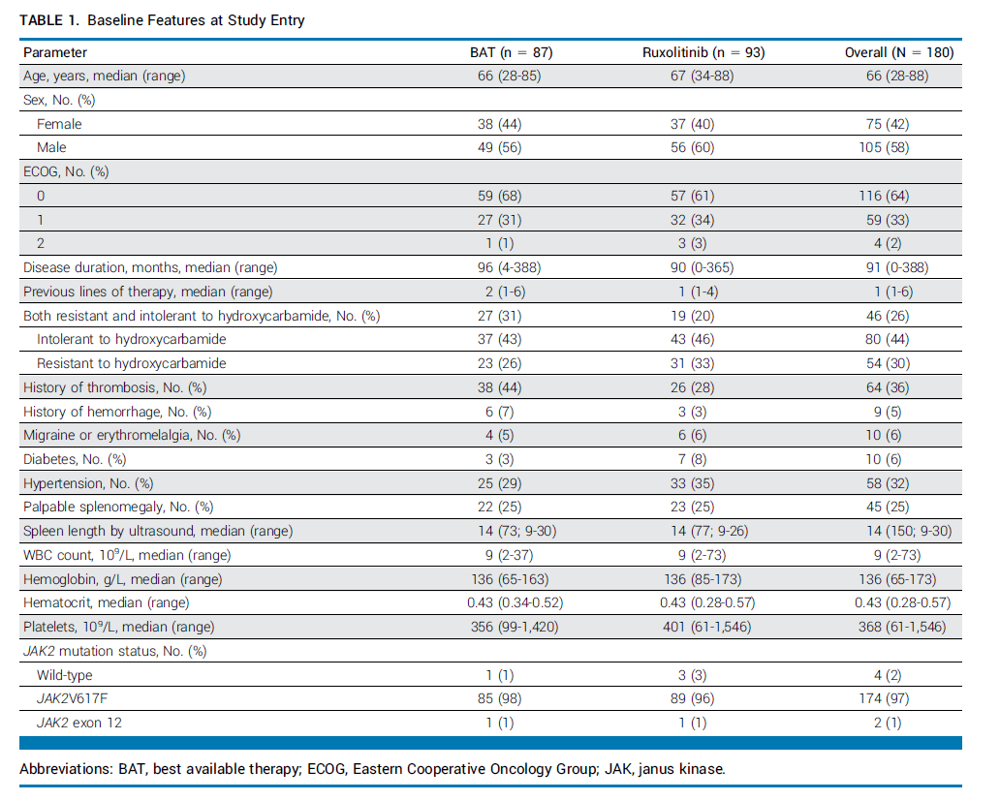 TABLE 1. Baseline Features at Study Entry
Parameter BAT (n = 87) Ruxolitinib (n = 93) Overall (N = 180)
Age, years, median (range) 66 (28-85) 67 (34-88) 66 (28-88)
Sex, No. (%)
Female 38 (44) 37 (40) 75 (42)
Male 49 (56) 56 (60) 105 (58)
ECOG, No. (%)
0 59 (68) 57 (61) 116 (64)
1 27 (31) 32 (34) 59 (33)
2 1 (1) 3 (3) 4 (2)
Disease duration, months, median (range) 96 (4-388) 90 (0-365) 91 (0-388)
Previous lines of therapy, median (range) 2 (1-6) 1 (1-4) 1 (1-6)
Both resistant and intolerant to hydroxycarbamide, No. (%) 27 (31) 19 (20) 46 (26)
Intolerant to hydroxycarbamide 37 (43) 43 (46) 80 (44)
Resistant to hydroxycarbamide 23 (26) 31 (33) 54 (30)
History of thrombosis, No. (%) 38 (44) 26 (28) 64 (36)
History of hemorrhage, No. (%) 6 (7) 3 (3) 9 (5)
Migraine or erythromelalgia, No. (%) 4 (5) 6 (6) 10 (6)
Diabetes, No. (%) 3 (3) 7 (8) 10 (6)
Hypertension, No. (%) 25 (29) 33 (35) 58 (32)
Palpable splenomegaly, No. (%) 22 (25) 23 (25) 45 (25)
Spleen length by ultrasound, median (range) 14 (73; 9-30) 14 (77; 9-26) 14 (150; 9-30)
WBC count, 10⁹/L, median (range) 9 (2-37) 9 (2-73) 9 (2-73)
Hemoglobin, g/L, median (range) 136 (65-163) 136 (85-173) 136 (65-173)
Hematocrit, median (range) 0.43 (0.34-0.52) 0.43 (0.28-0.57) 0.43 (0.28-0.57)
Platelets, 10⁹/L, median (range) 356 (99-1,420) 401 (61-1,546) 368 (61-1,546)
JAK2 mutation status, No. (%)
Wild-type 1 (1) 3 (3) 4 (2)
JAK2V617F 85 (98) 89 (96) 174 (97)
JAK2 exon 12 1 (1) 1 (1) 2 (1)
Abbreviations: BAT, best available therapy; ECOG, Eastern Cooperative Oncology Group; JAK, janus kinase.